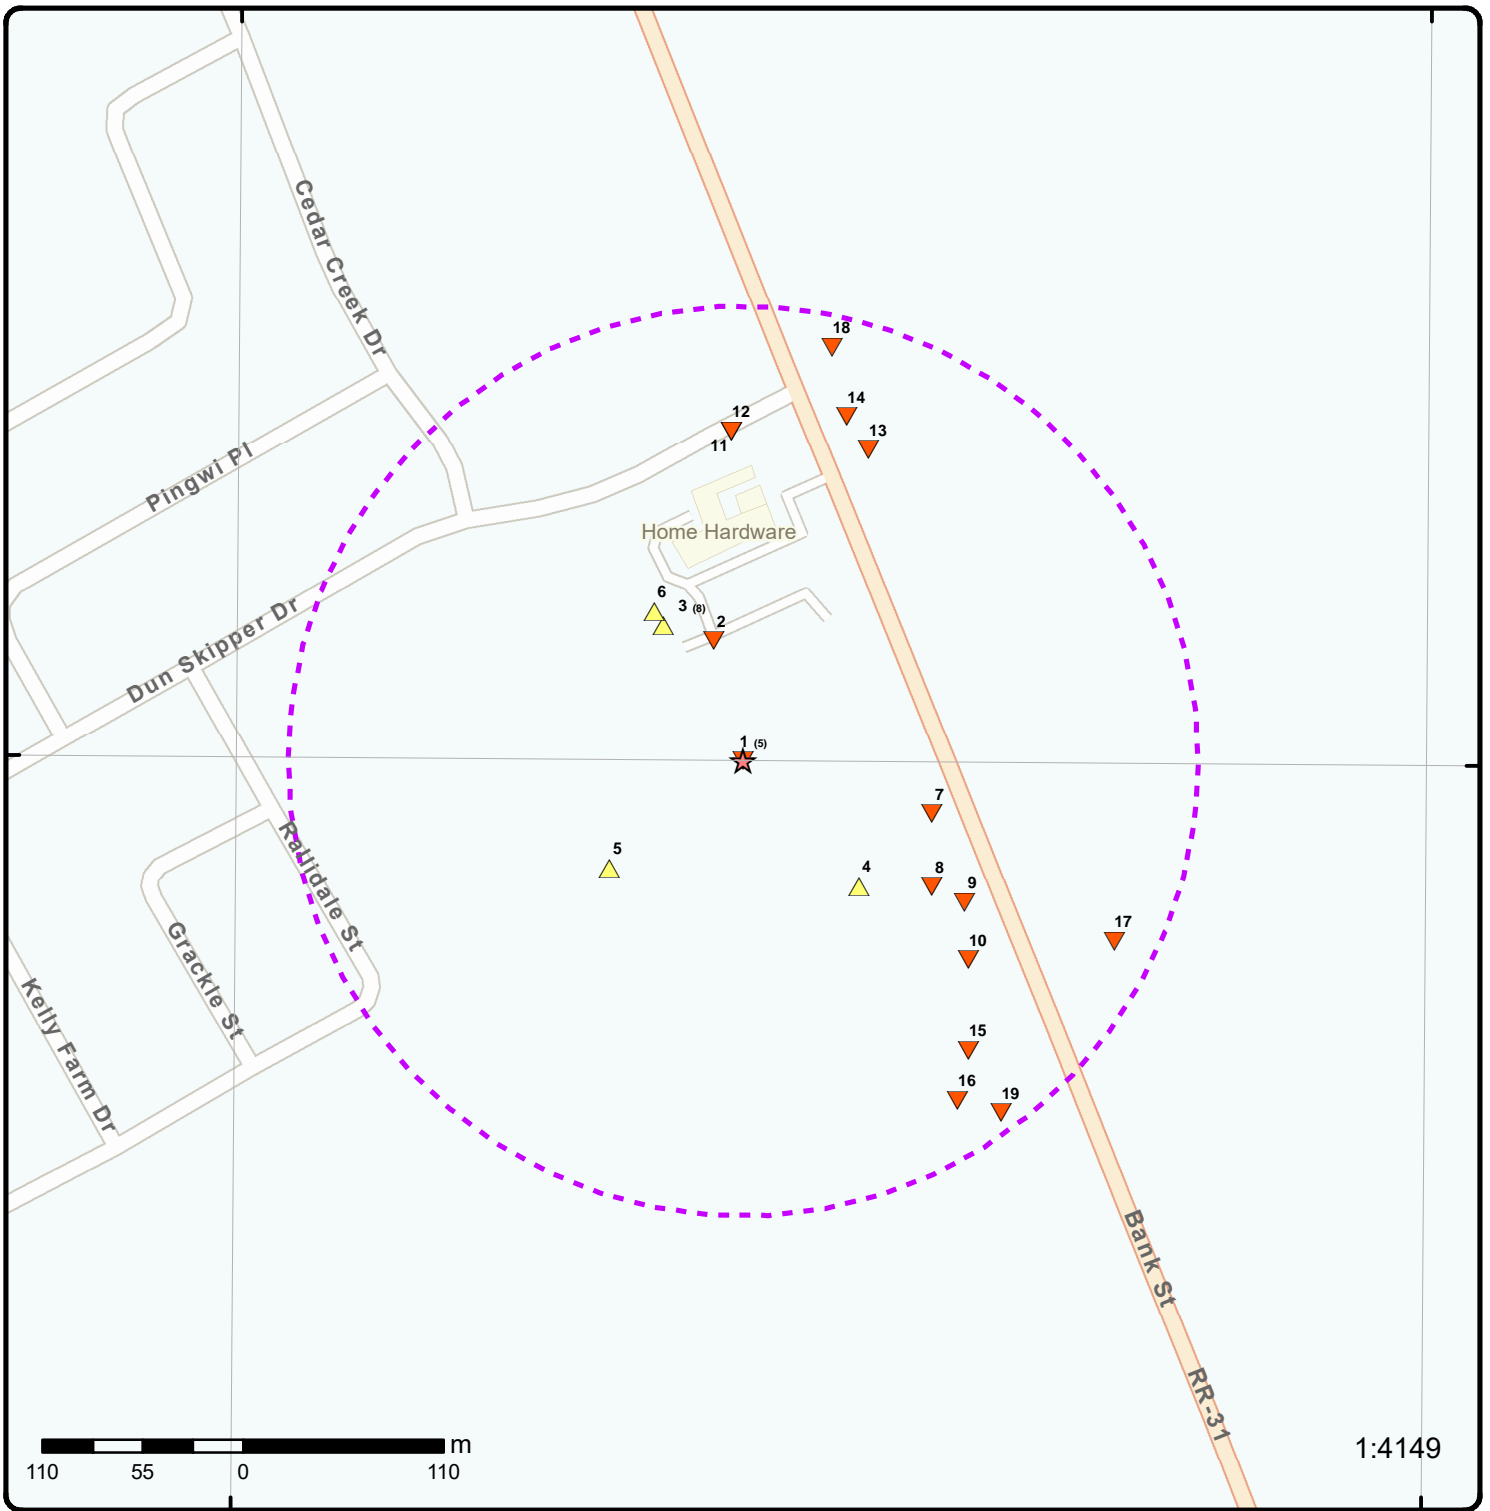 Cedar Creek Dr
18
14
12
13
11
Pingwi Pl
Home Hardware
6
3 (8)
2
Dun Skipper Dr
1 (5)
7
5
4
8
9
Rallidale St
17
Grackle St
10
Kelly Farm Dr
15
16
19
Bank St
RR-31
m
1:4149
110 55 0 110